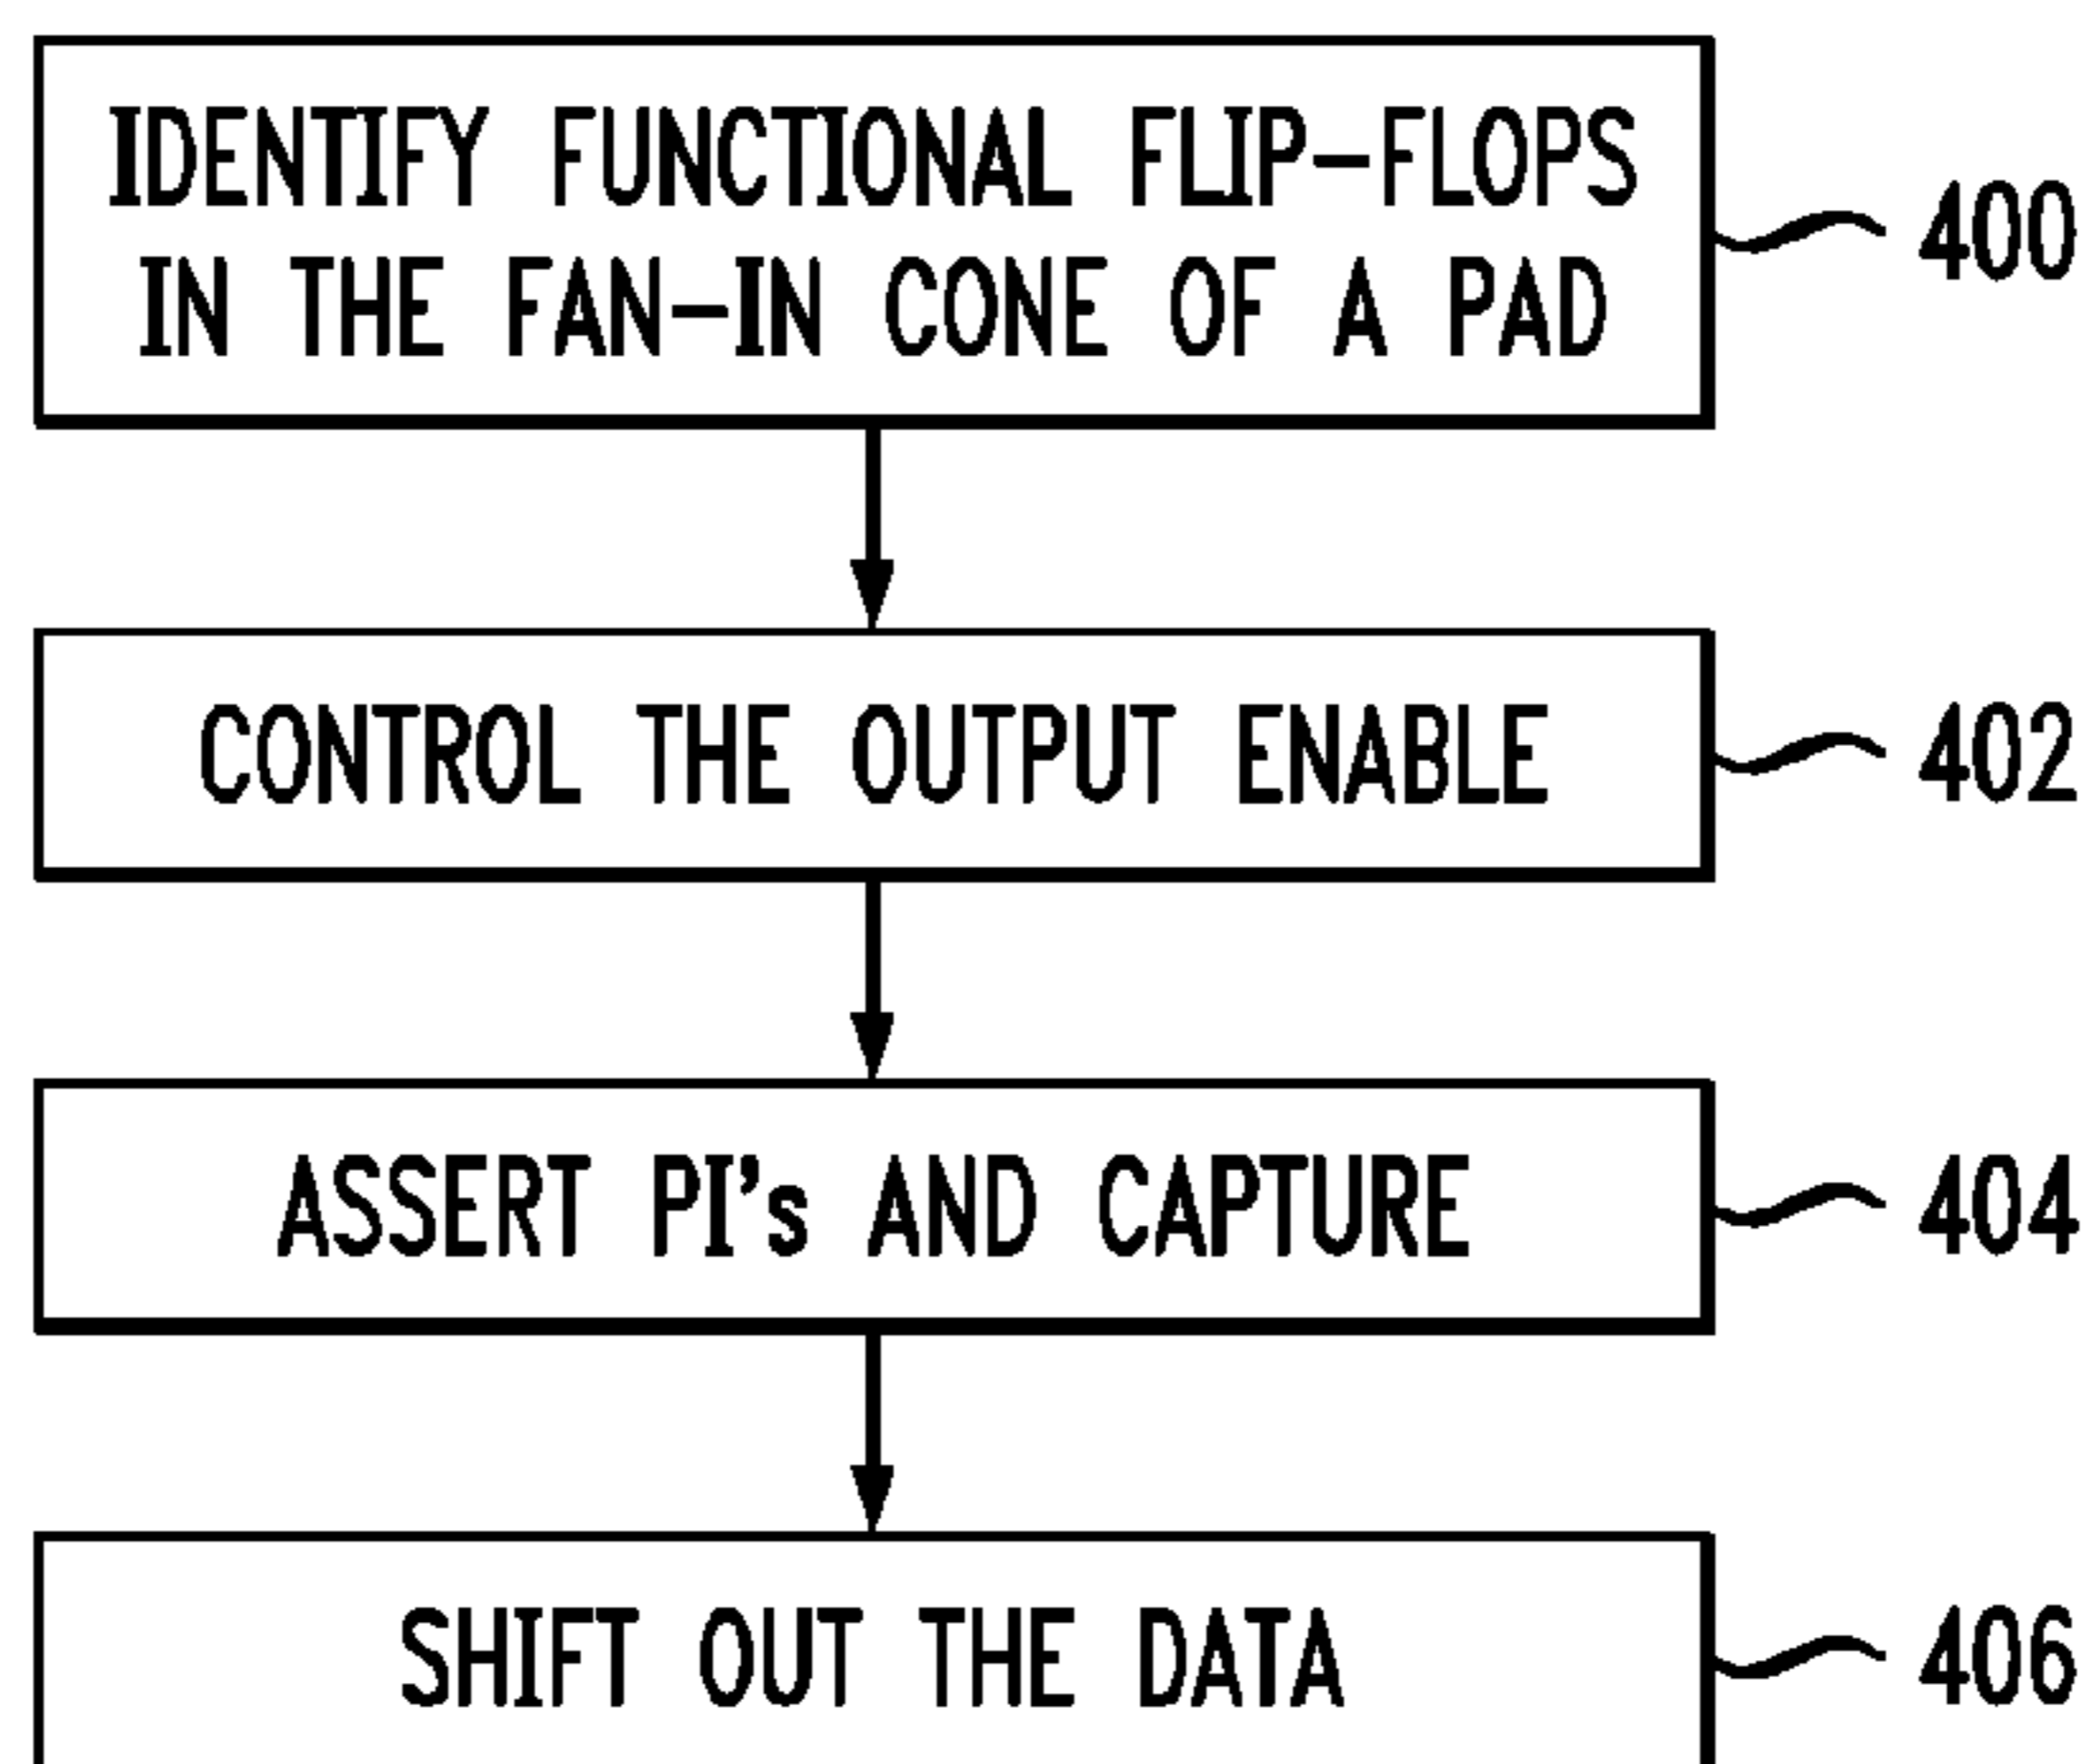 IDENTIFY FUNCTIONAL FLIP-FLOPS
IN THE FAN-IN CONE OF A PAD
400
CONTROL THE OUTPUT ENABLE
402
ASSERT PI's AND CAPTURE
404
SHIFT OUT THE DATA
406